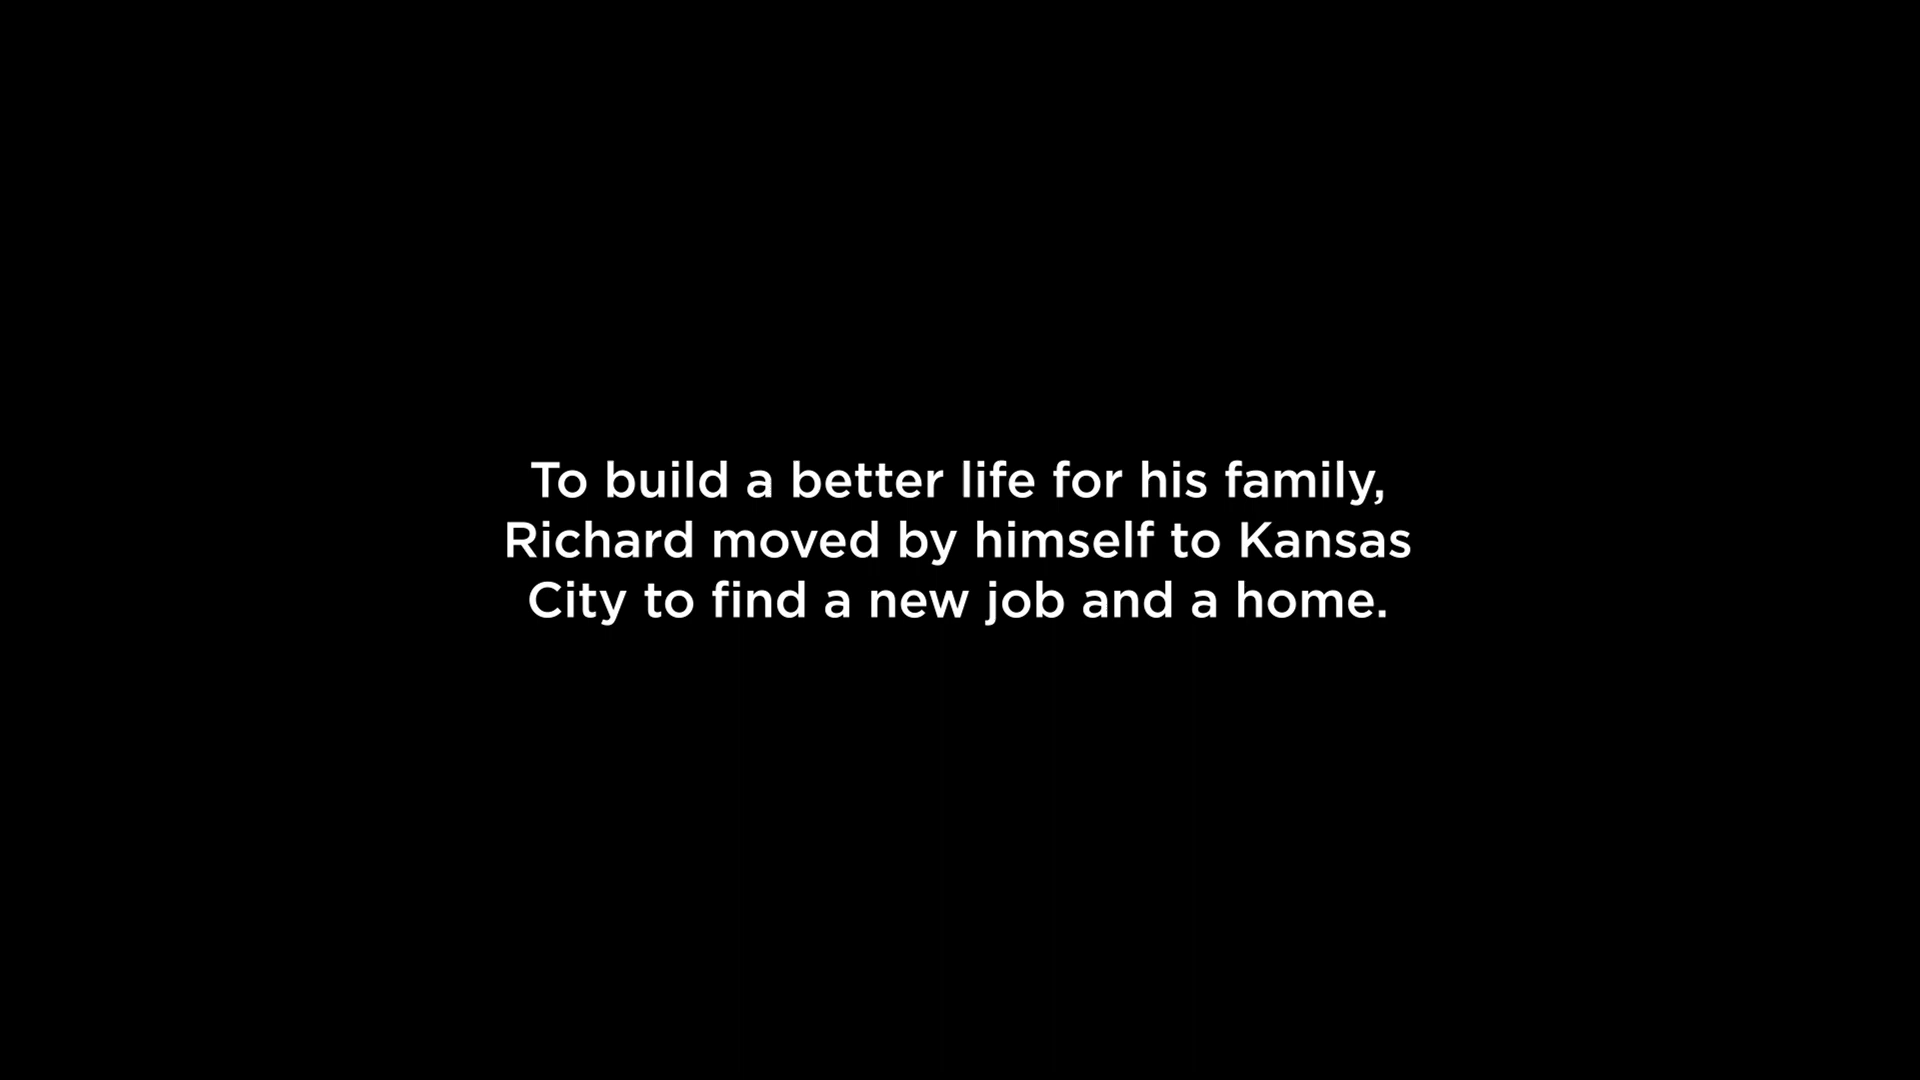 To build a better life for his family,
Richard moved by himself to Kansas
City to find a new job and a home.